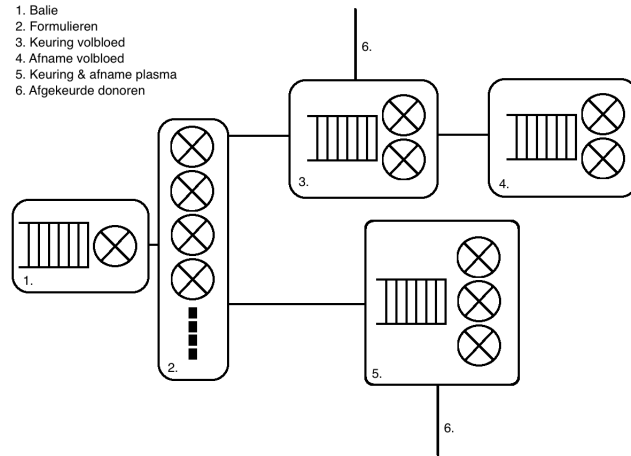 1. Balie
2. Formulieren
3. Keuring volbloed
4. Afname volbloed
5. Keuring & afname plasma
6. Afgekeurde donoren
6.
3.
4.
1.
2.
5.
6.